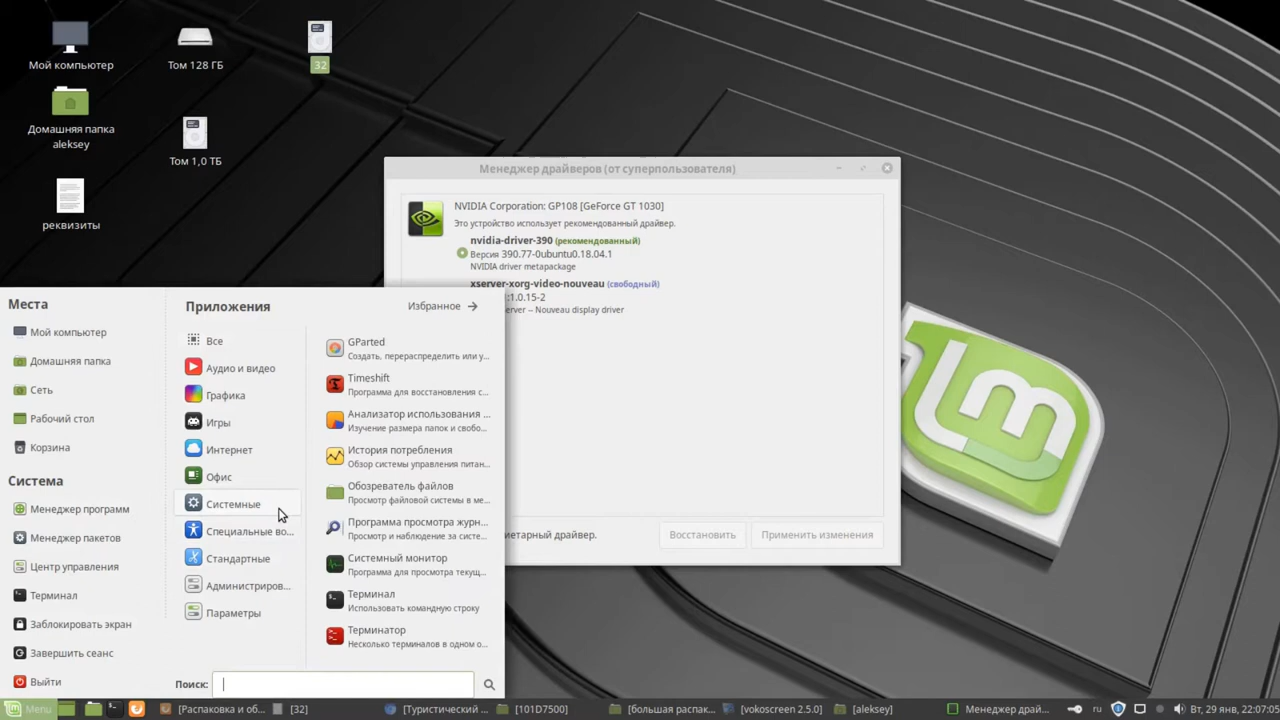 Мой компьютер
Том 128 ГБ
32
Домашняя папка
aleksey
Том 1,0 ТБ
реквизиты
Менеджер драйверов (от суперпользователя)
NVIDIA Corporation: GP108 [GeForce GT 1030]
Это устройство использует рекомендованный драйвер.
nvidia-driver-390 (рекомендованный)
Версия 390.77-0ubuntu0.18.04.1
NVIDIA driver metapackage
xserver-xorg-video-nouveau (свободный)
:1.0.15-2
erver -- Nouveau display driver
етарный драйвер.
Восстановить
Применить изменения
Места
Мой компьютер
Домашняя папка
Сеть
Рабочий стол
Корзина
Система
Менеджер программ
Менеджер пакетов
Центр управления
Терминал
Заблокировать экран
Завершить сеанс
Выйти
Приложения
Избранное
Все
Аудио и видео
Графика
Игры
Интернет
Офис
Системные
Специальные во...
Стандартные
Администриров...
Параметры
GParted
Создать, перераспределить или у...
Timeshift
Программа для восстановления с...
Анализатор использования ...
Изучение размера папок и свобо...
История потребления
Обзор системы управления питан...
Обозреватель файлов
Просмотр файловой системы в ме...
Программа просмотра журн...
Просмотр и наблюдение за систе...
Системный монитор
Программа для просмотра текущ...
Терминал
Использовать командную строку
Терминатор
Несколько терминалов в одном о...
Поиск:
Menu
[Распаковка и об...
[32]
[Туристический ...
[101D7500]
[большая распак...
[vokoscreen 2.5.0]
[aleksey]
Менеджер драй...
ru
Вт, 29 янв, 22:07:05